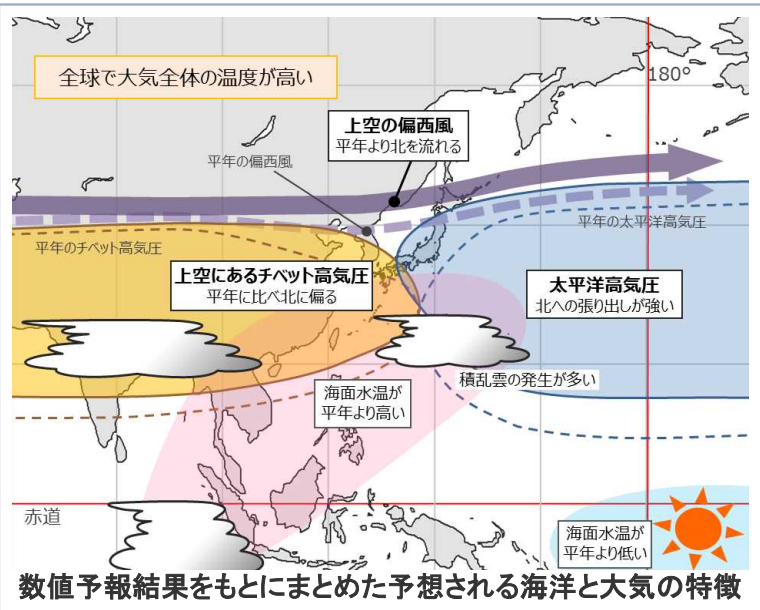 全球で大気全体の温度が高い
180°
上空の偏西風
平年より北を流れる
平年の偏西風
平年の太平洋高気圧
平年のチベット高気圧
上空にあるチベット高気圧
平年に比べ北に偏る
太平洋高気圧
北への張り出しが強い
積乱雲の発生が多い
海面水温が
平年より高い
赤道
海面水温が
平年より低い
数値予報結果をもとにまとめた予想される海洋と大気の特徴